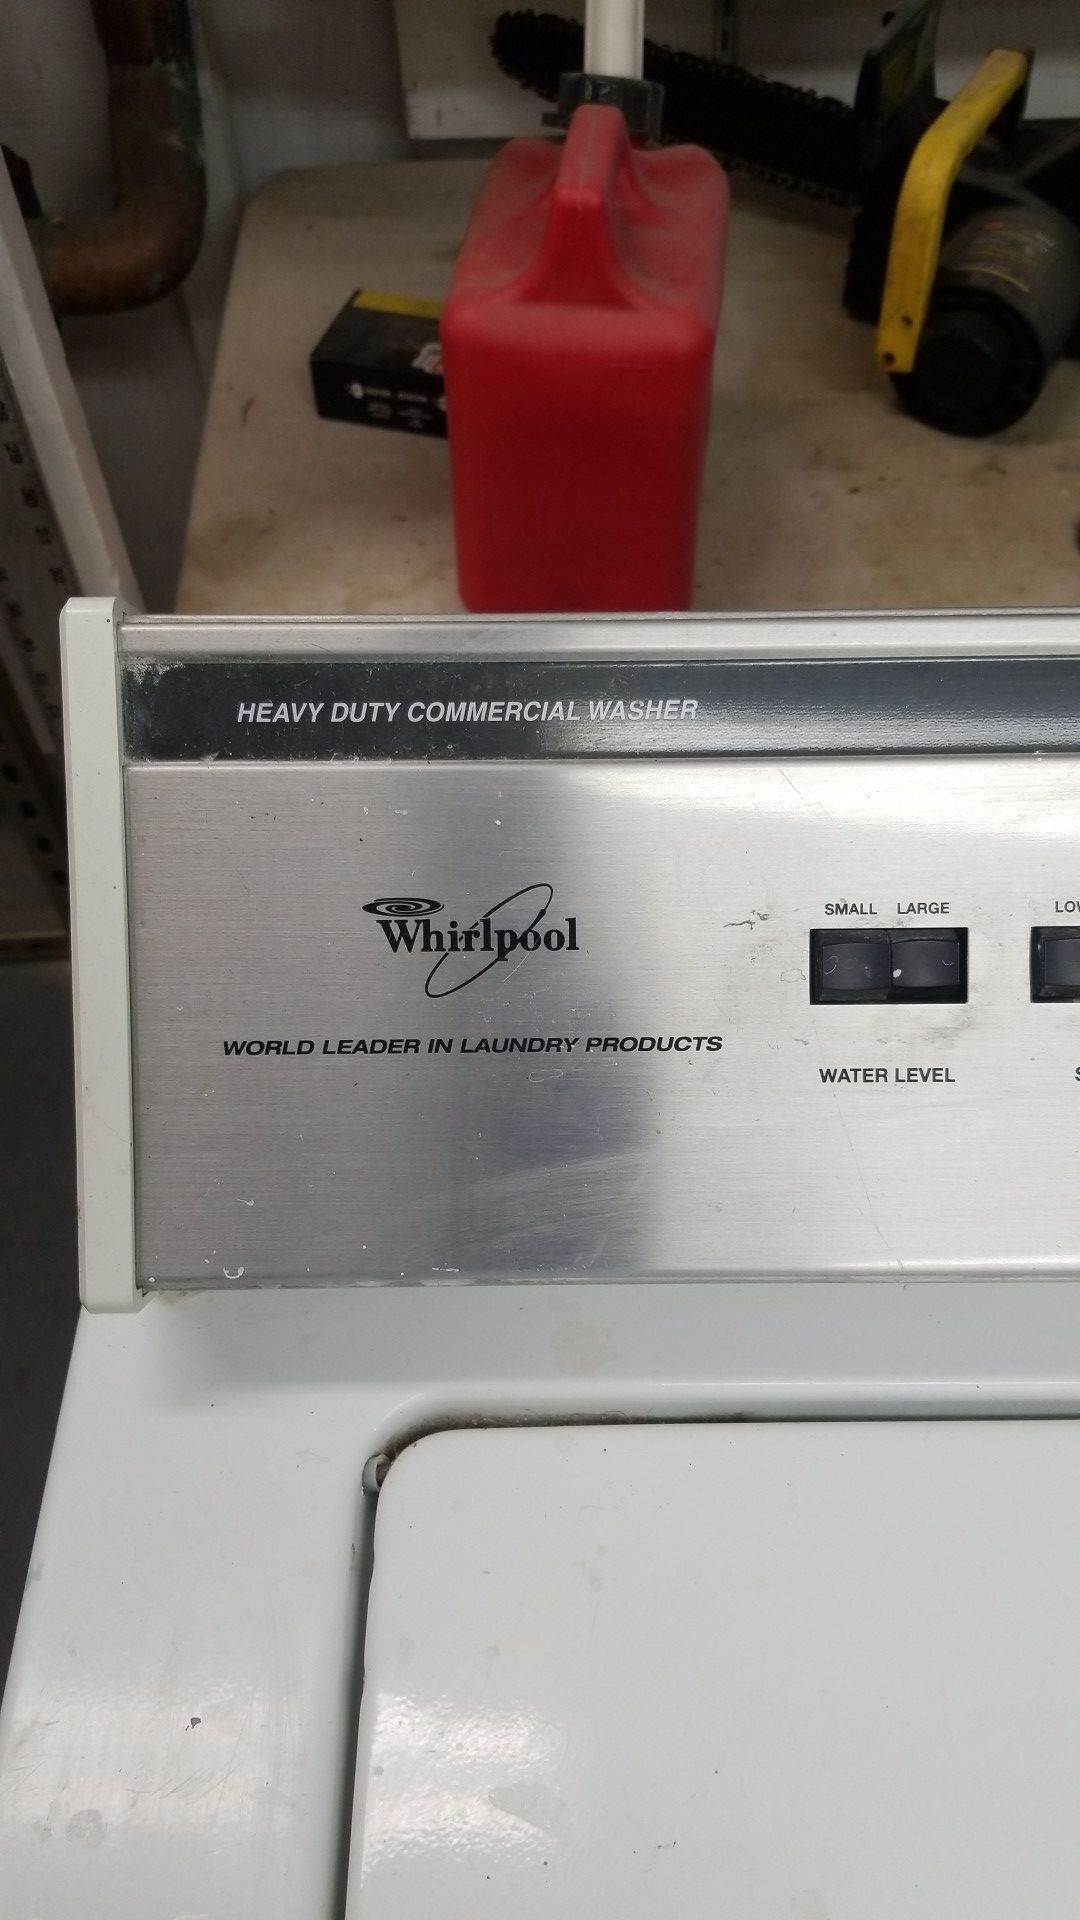 HEAVY DUTY COMMERCIAL WASHER
Whirlpool
WORLD LEADER IN LAUNDRY PRODUCTS
SMALL LARGE
WATER LEVEL